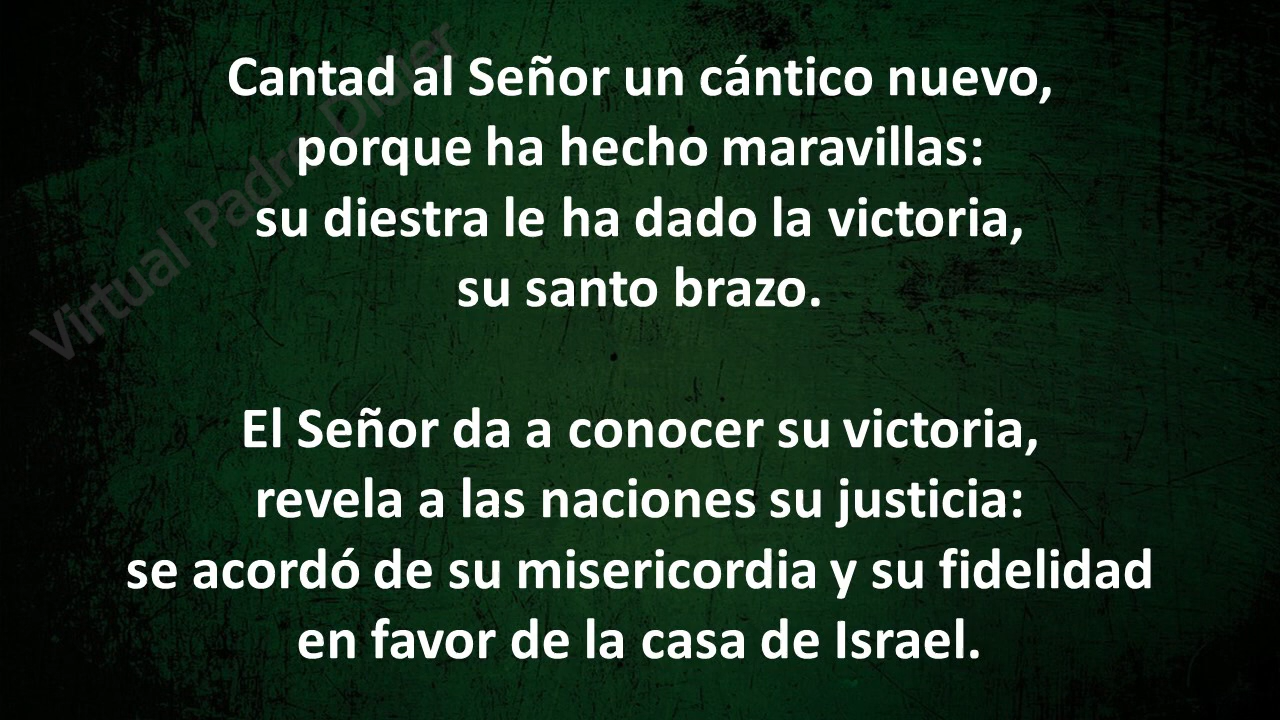 Cantad al Señor un cántico nuevo,
porque ha hecho maravillas:
su diestra le ha dado la victoria,
su santo brazo.
El Señor da a conocer su victoria,
revela a las naciones su justicia:
se acordó de su misericordia y su fidelidad
en favor de la casa de Israel.
Virtual Padre Didier